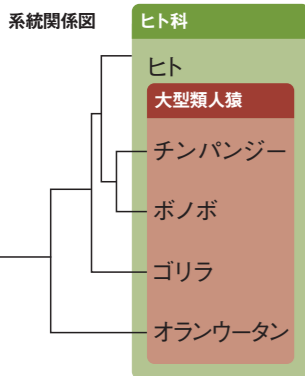 系統関係図
ヒト科
ヒト
大型類人猿
チンパンジー
ボノボ
ゴリラ
オランウータン